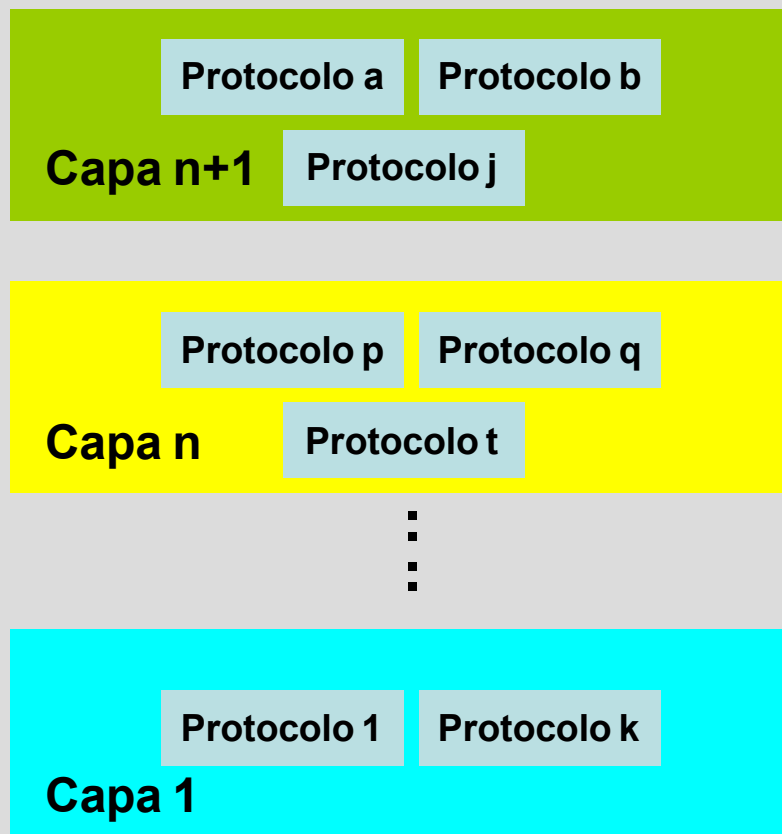 Protocolo a Protocolo b
Capa n+1 Protocolo j
Protocolo p Protocolo q
Capa n Protocolo t
Protocolo 1 Protocolo k
Capa 1